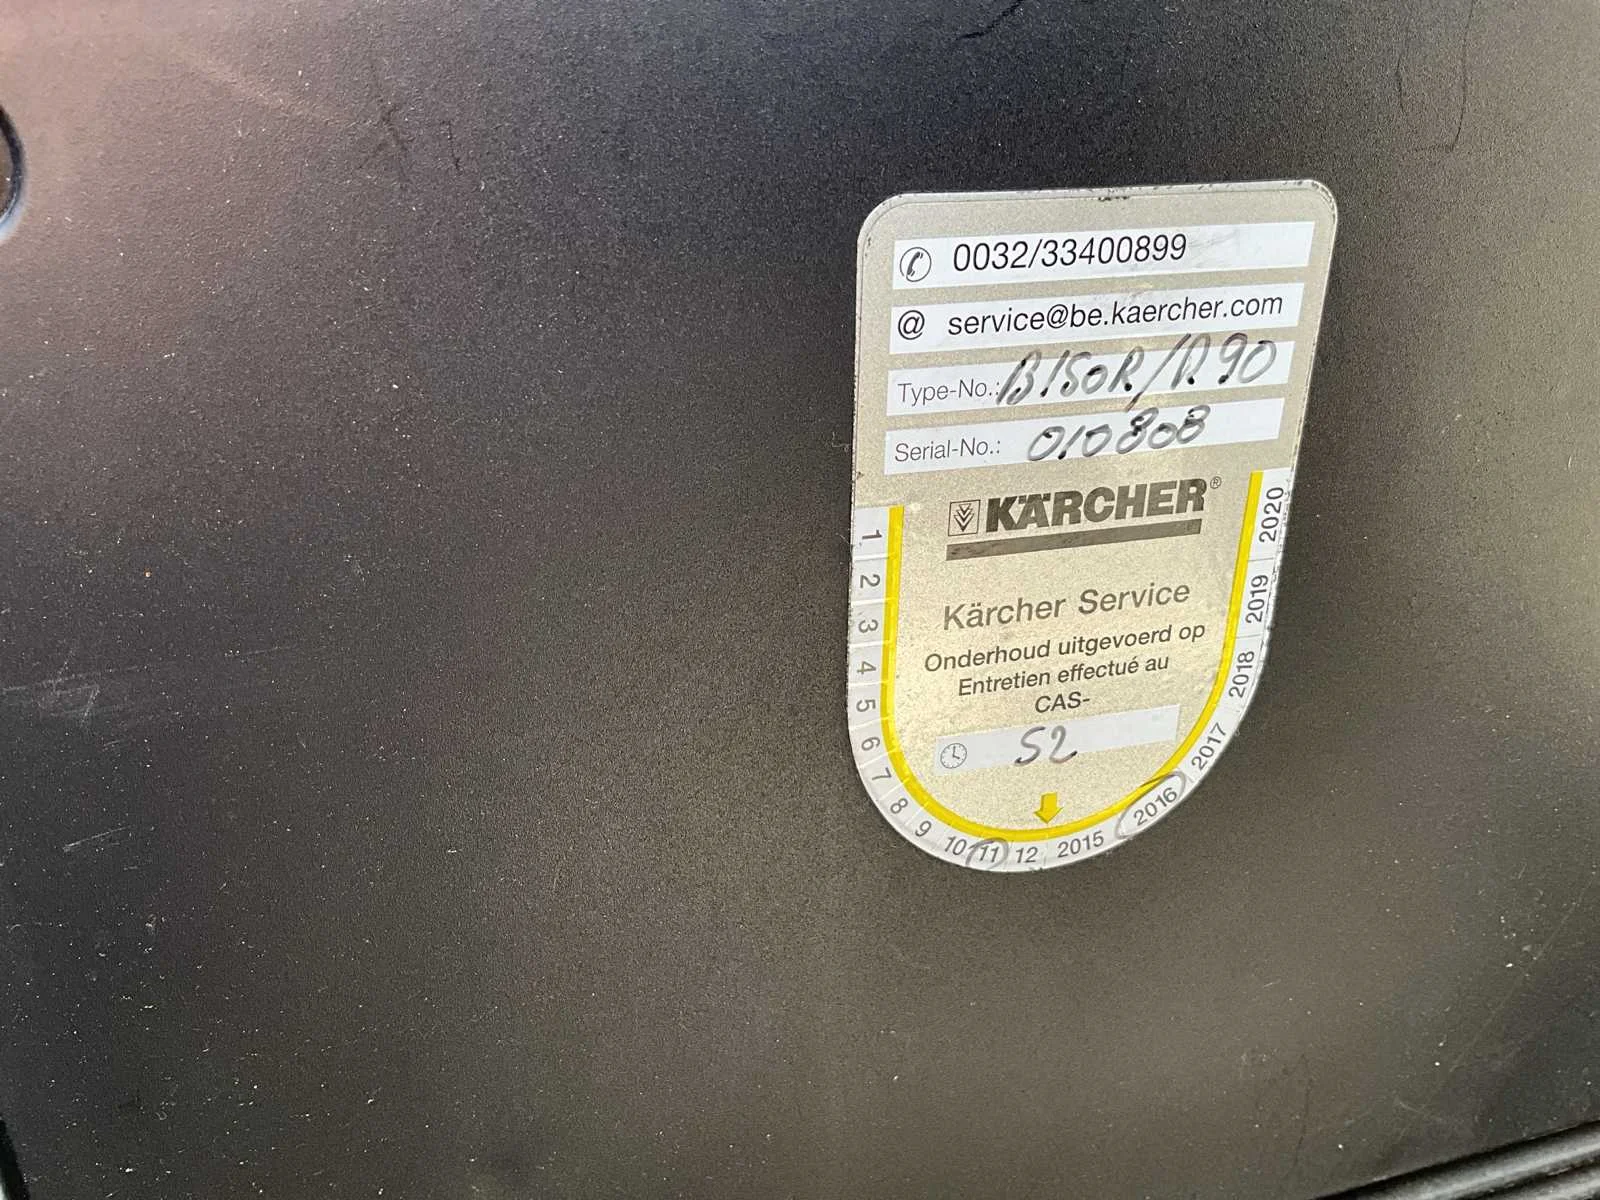 0032/33400899
@ service@be.kaercher.com
Type-No.: B150R/R90
Serial-No.: 010808
KÄRCHER®
Kärcher Service
Onderhoud uitgevoerd op
Entretien effectué au
CAS-
52
1 2 3 4 5 6 7 8 9 10 11 12 2015 2016 2017 2018 2019 2020